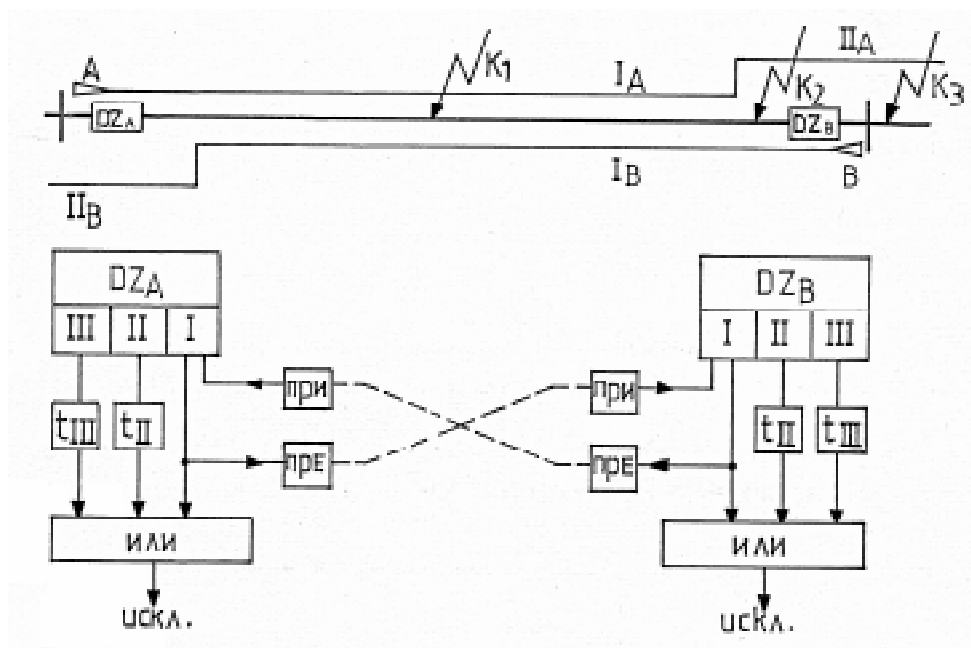 A
K1
IA
IIA
K2
K3
DZA
DZB
IIB
IB
B
DZA
III II I
DZB
I II III
при
при
tIII
tII
tII
tIII
прЕ
прЕ
или
или
искл.
искл.